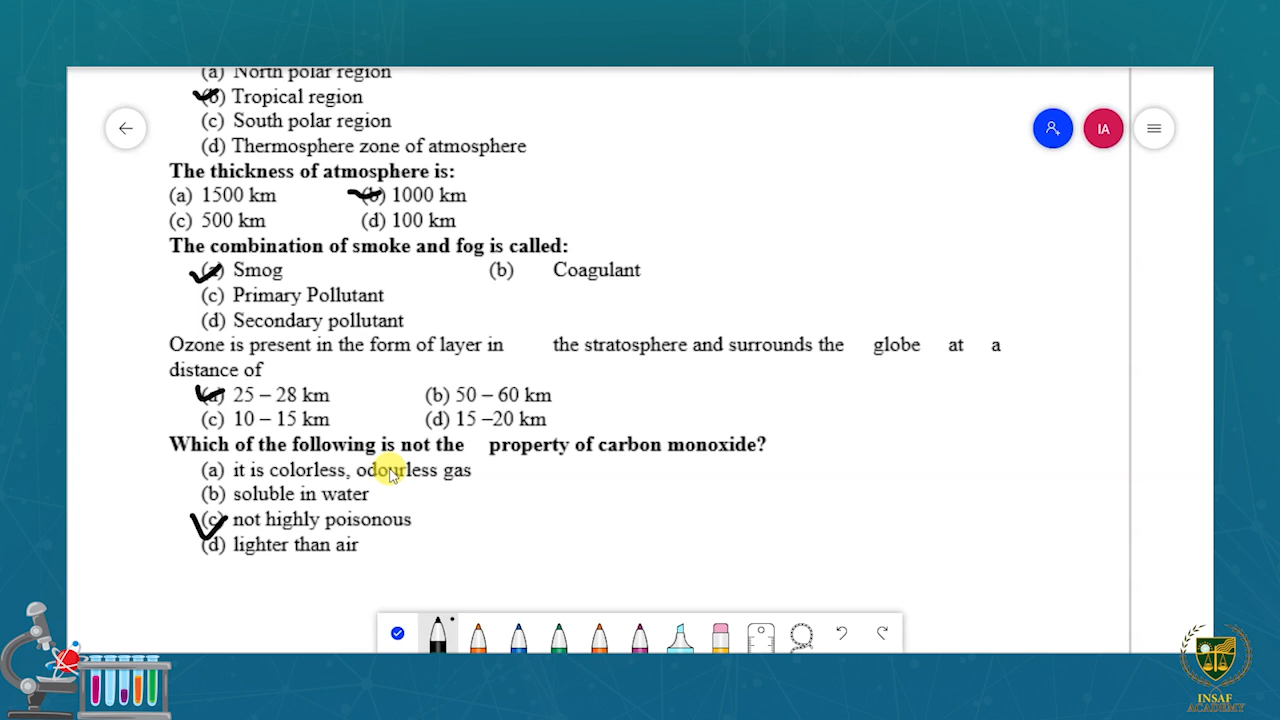 (a) North polar region
(b) Tropical region
(c) South polar region
(d) Thermosphere zone of atmosphere
The thickness of atmosphere is:
(a) 1500 km (b) 1000 km
(c) 500 km (d) 100 km
The combination of smoke and fog is called:
(a) Smog (b) Coagulant
(c) Primary Pollutant
(d) Secondary pollutant
Ozone is present in the form of layer in the stratosphere and surrounds the globe at a
distance of
(a) 25 – 28 km (b) 50 – 60 km
(c) 10 – 15 km (d) 15 –20 km
Which of the following is not the property of carbon monoxide?
(a) it is colorless, odourless gas
(b) soluble in water
(c) not highly poisonous
(d) lighter than air
IA
INSAF
ACADEMY